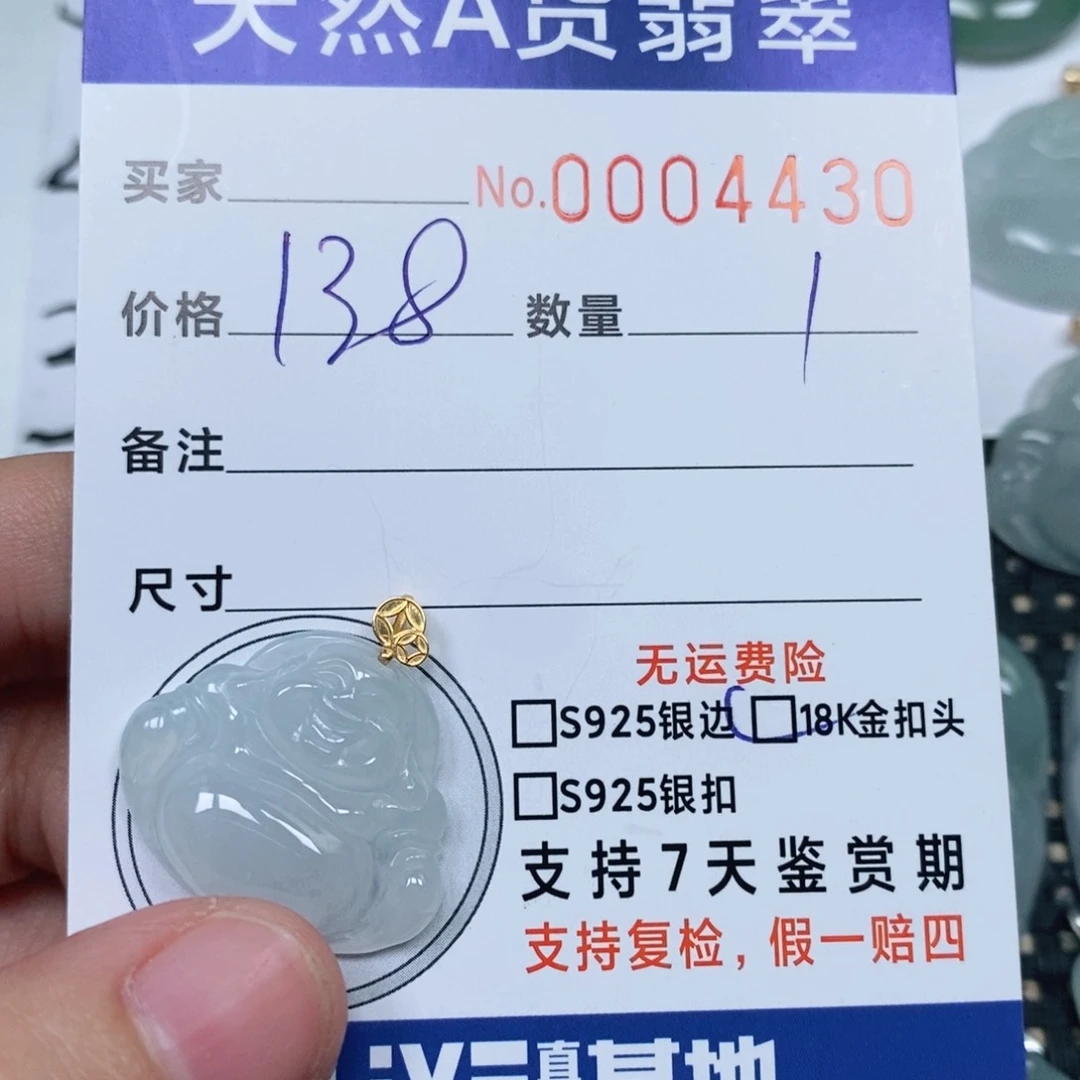 天然A货翡翠
买家 No.0004430
价格 138 数量 1
备注
尺寸
无运费险
□S925银边 □18K金扣头
□S925银扣
支持7天鉴赏期
支持复检，假一赔四
基地